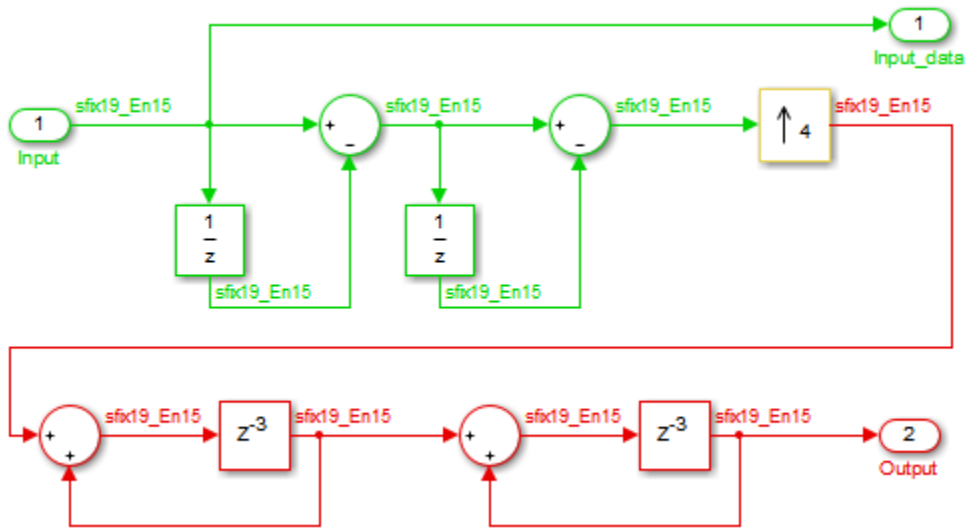 1
Input_data
sfix19_En15
sfix19_En15
sfix19_En15
sfix19_En15
1
Input
+
−
+
−
↑ 4
1
z
1
z
sfix19_En15
sfix19_En15
sfix19_En15
sfix19_En15
sfix19_En15
sfix19_En15
+
+
z-3
+
+
z-3
2
Output